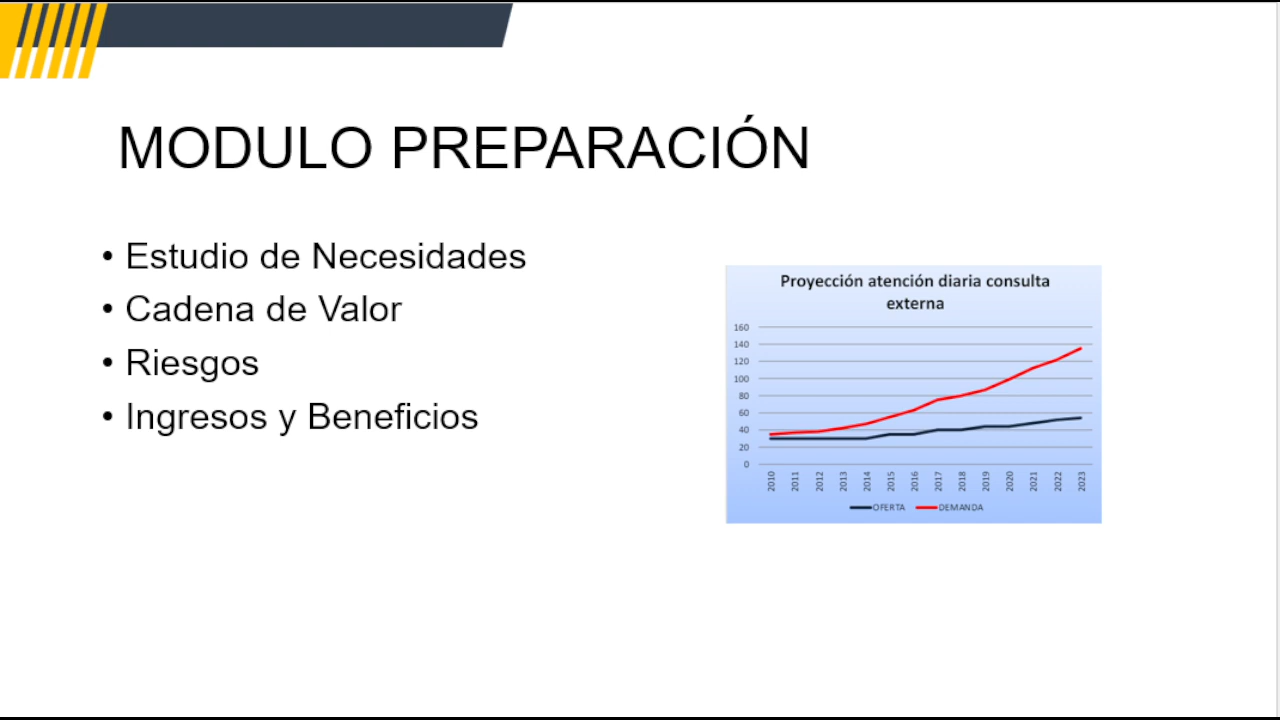 MODULO PREPARACIÓN
• Estudio de Necesidades
• Cadena de Valor
• Riesgos
• Ingresos y Beneficios
Proyección atención diaria consulta
externa
160
140
120
100
80
60
40
20
0
2010 2011 2012 2013 2014 2015 2016 2017 2018 2019 2020 2021 2022 2023
OFERTA DEMANDA